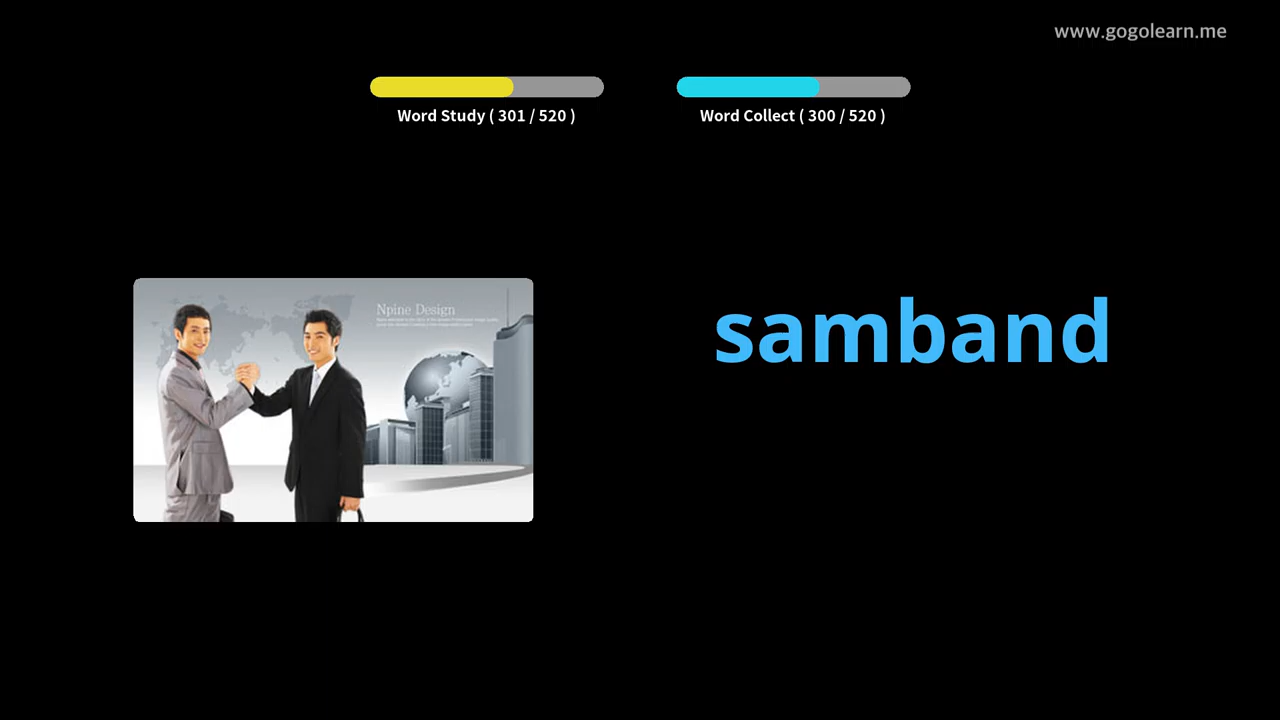 www.gogolearn.me
Word Study ( 301 / 520 )
Word Collect ( 300 / 520 )
Npine Design
samband